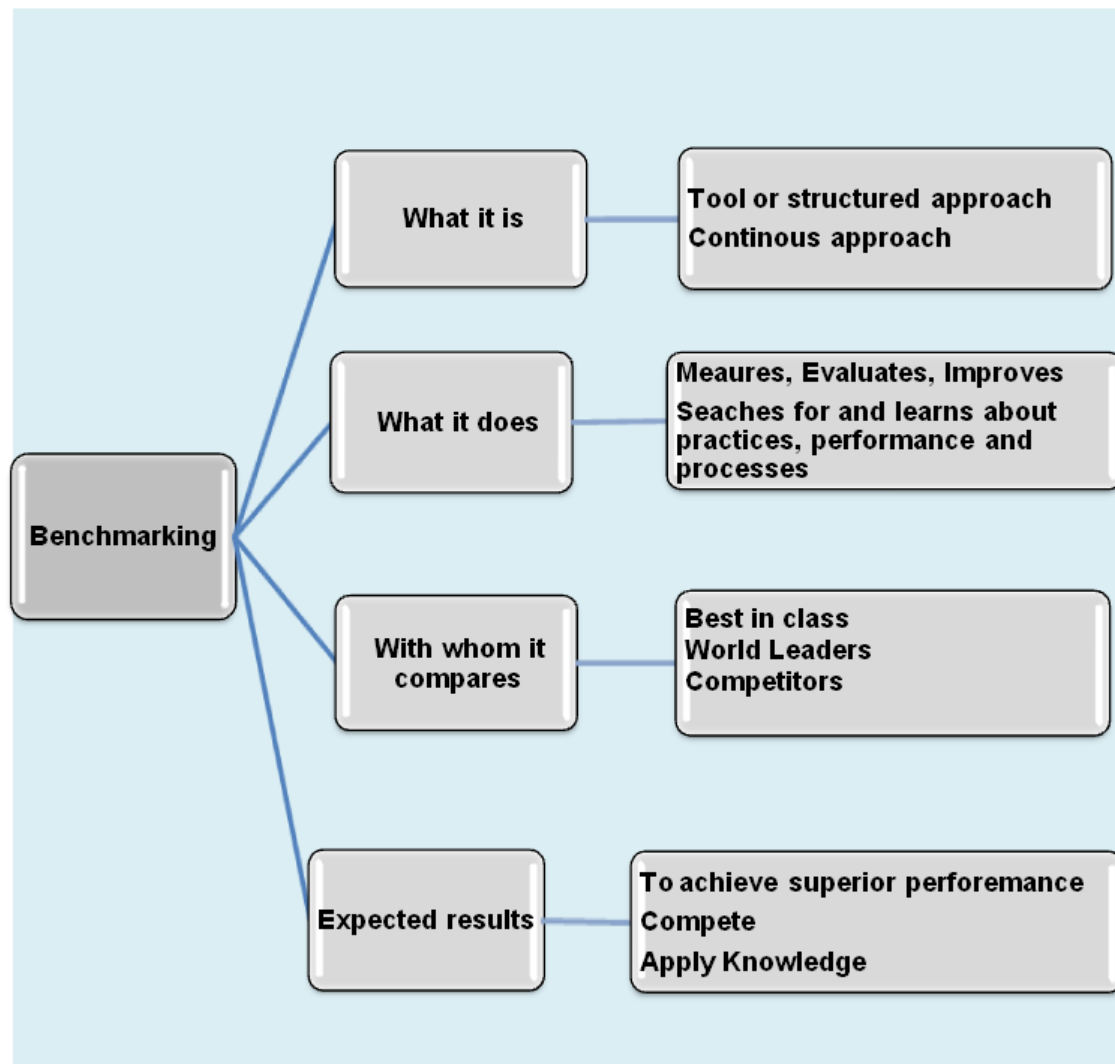 What it is
Tool or structured approach
Continous approach
What it does
Meaures, Evaluates, Improves
Seaches for and learns about
practices, performance and
processes
Benchmarking
With whom it
compares
Best in class
World Leaders
Competitors
Expected results
To achieve superior perforemance
Compete
Apply Knowledge